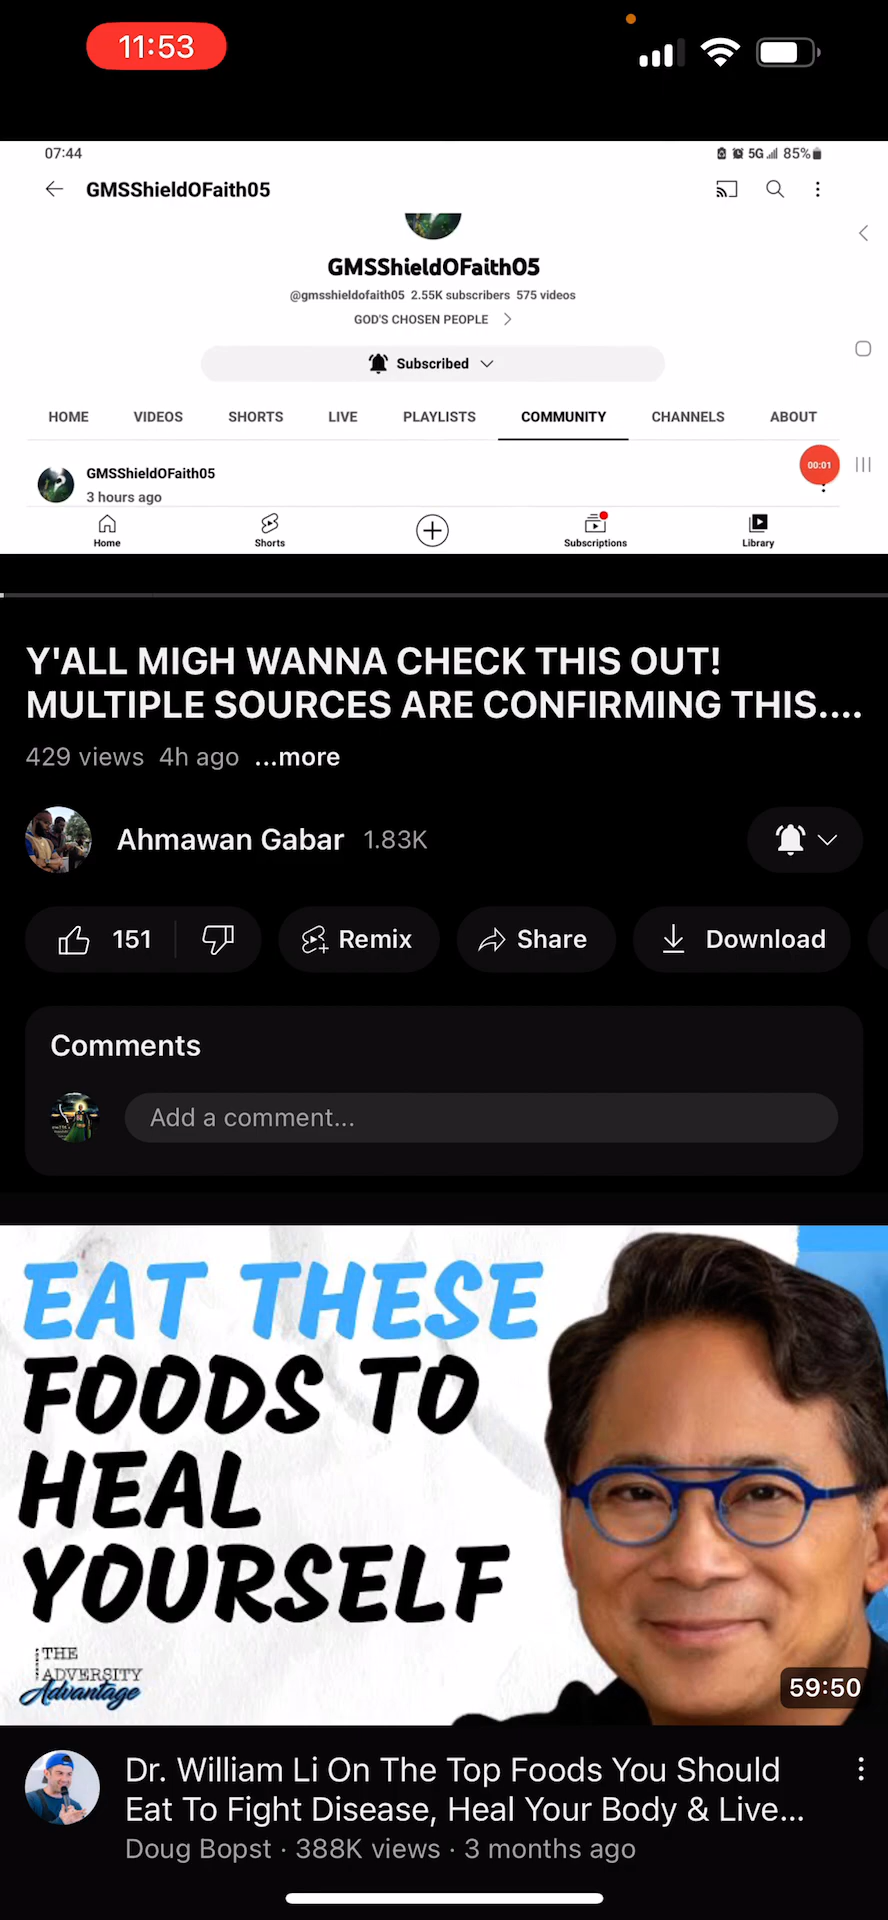 11:53
07:44
5G 85%
GMSShieldOFaith05
GMSShieldOFaith05
@gmsshieldofaith05 2.55K subscribers 575 videos
GOD'S CHOSEN PEOPLE
Subscribed
HOME VIDEOS SHORTS LIVE PLAYLISTS COMMUNITY CHANNELS ABOUT
GMSShieldOFaith05
3 hours ago
00:01
Home Shorts Subscriptions Library
Y'ALL MIGH WANNA CHECK THIS OUT!
MULTIPLE SOURCES ARE CONFIRMING THIS....
429 views 4h ago ...more
Ahmawan Gabar 1.83K
151 Remix Share Download
Comments
Add a comment...
EAT THESE
FOODS TO
HEAL
YOURSELF
THE
ADVERSITY
Advantage
59:50
Dr. William Li On The Top Foods You Should
Eat To Fight Disease, Heal Your Body & Live...
Doug Bopst · 388K views · 3 months ago